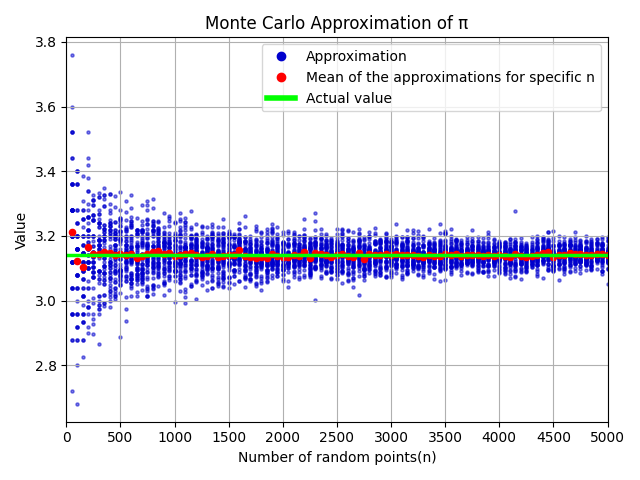 Monte Carlo Approximation of π
3.8
3.6
3.4
3.2
3.0
2.8
Value
Approximation
Mean of the approximations for specific n
Actual value
0 500 1000 1500 2000 2500 3000 3500 4000 4500 5000
Number of random points(n)